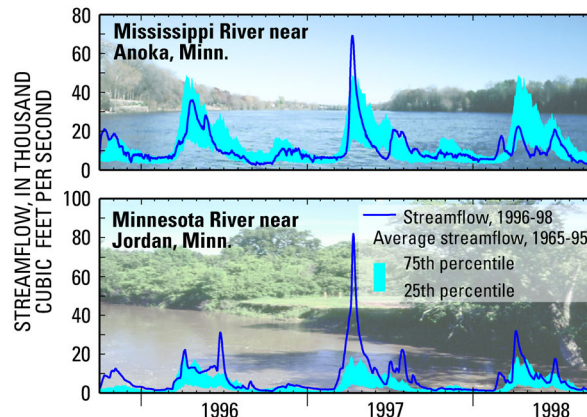 STREAMFLOW, IN THOUSAND
CUBIC FEET PER SECOND
80
60
40
20
0
Mississippi River near
Anoka, Minn.
100
80
60
40
20
0
Minnesota River near
Jordan, Minn.
Streamflow, 1996-98
Average streamflow, 1965-95
75th percentile
25th percentile
1996
1997
1998